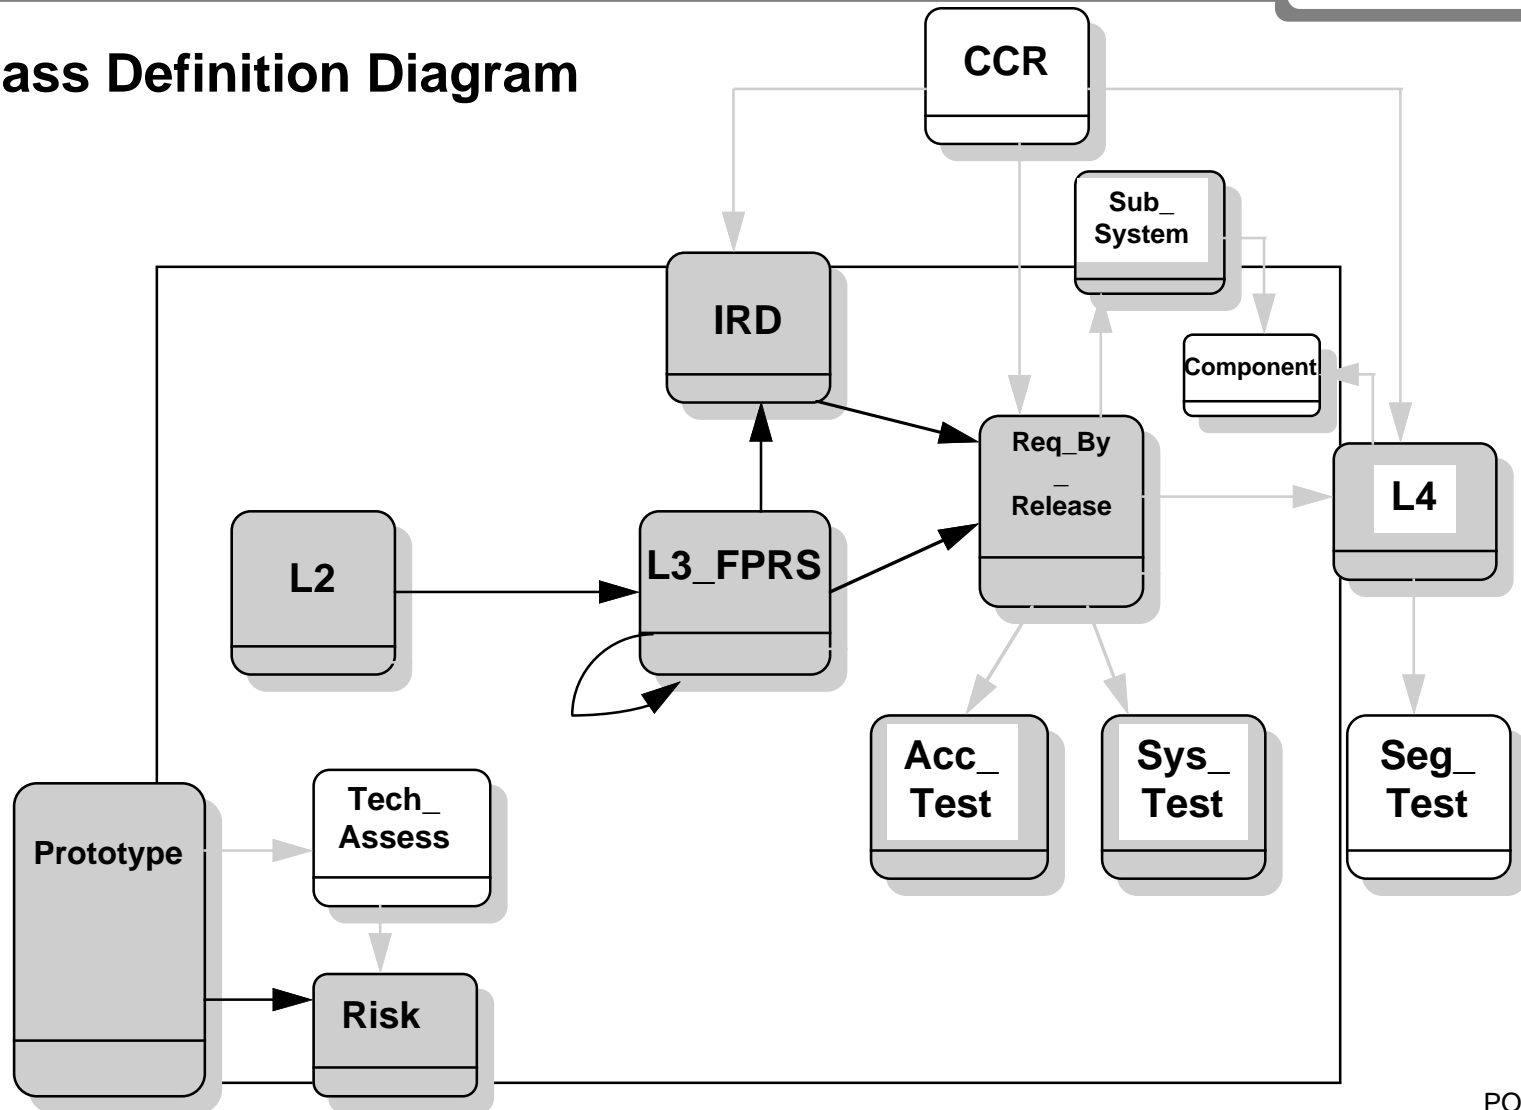 ass Definition Diagram
CCR
Sub_
System
IRD
Component
Req_By
_
Release
L4
L2
L3_FPRS
Acc_
Test
Sys_
Test
Seg_
Test
Tech_
Assess
Prototype
Risk
PO